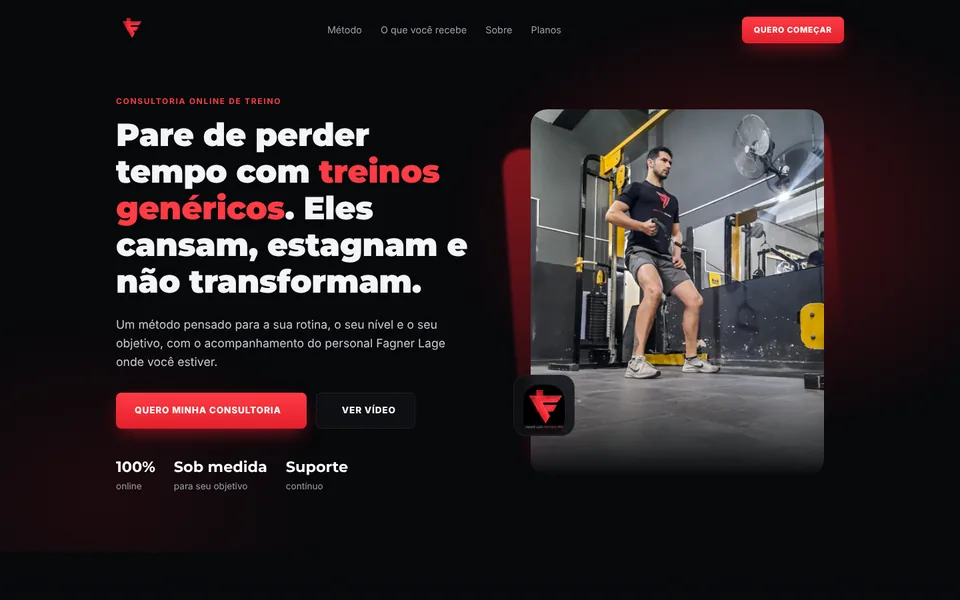 Método
O que você recebe
Sobre
Planos
QUERO COMEÇAR
CONSULTORIA ONLINE DE TREINO
Pare de perder
tempo com treinos
genéricos. Eles
cansam, estagnam e
não transformam.
Um método pensado para a sua rotina, o seu nível e o seu
objetivo, com o acompanhamento do personal Fagner Lage
onde você estiver.
QUERO MINHA CONSULTORIA
VER VÍDEO
100%
online
Sob medida
para seu objetivo
Suporte
contínuo